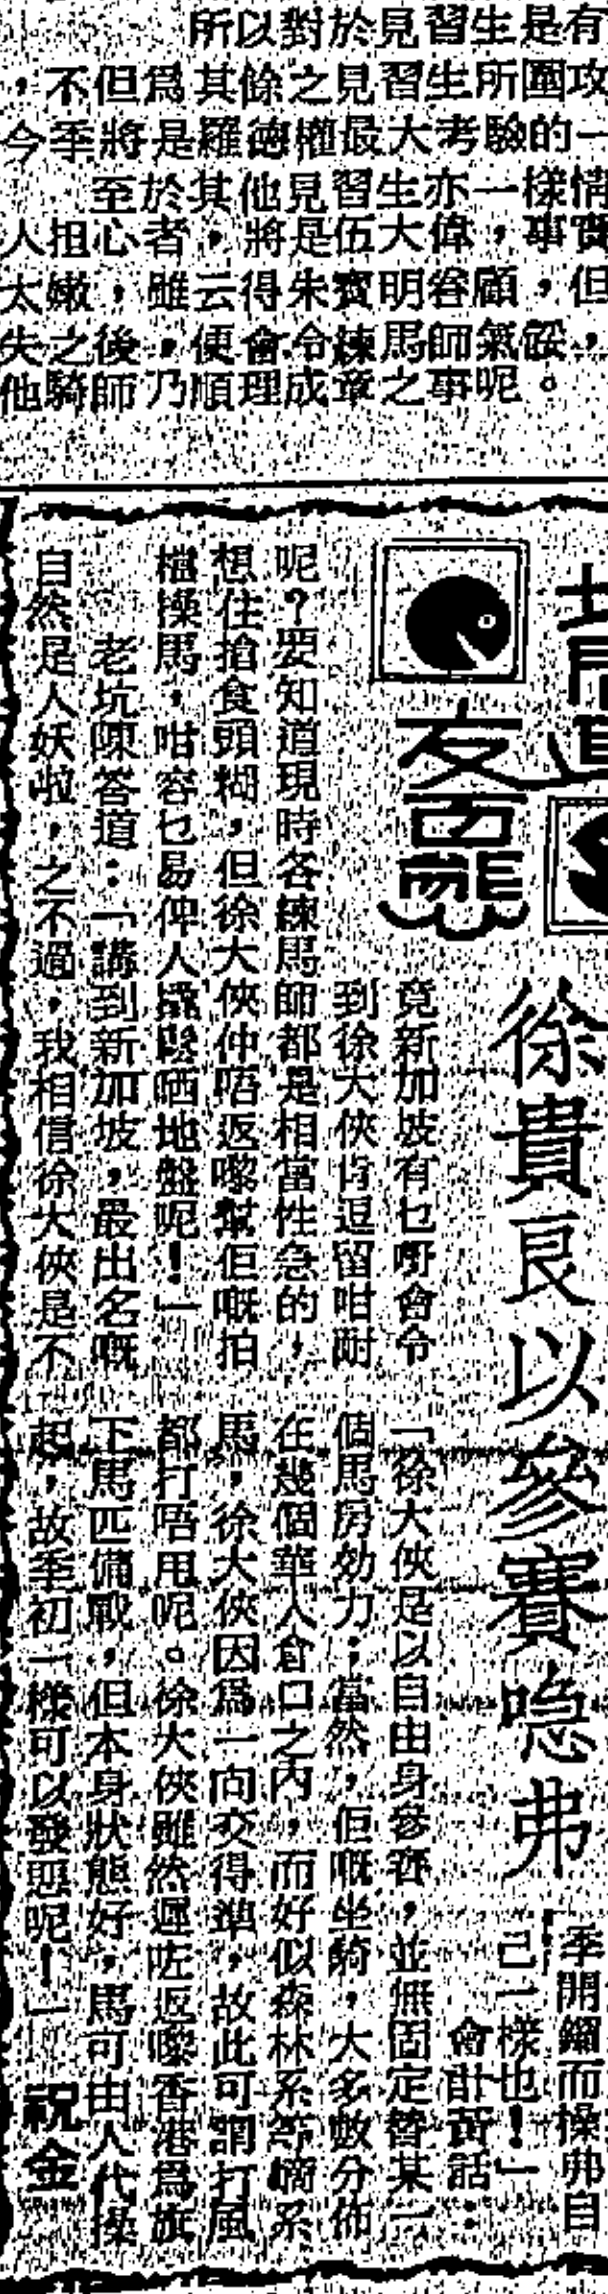 所以對於見習生是有
，不但爲其餘之見習生所圍攻
今季將是羅德權最大考驗的一
至於其他見習生亦一樣情
人担心者，將是伍大偉，事實
太嫩，雖云得朱寶明眷顧，但
失之後，便會令練馬師氣餒，
他騎師乃順理成章之事呢。
徐貴良以參賽喼弗
竟新加坡有乜嘢會令
到徐大俠肯逗留咁耐
呢？要知道現時各練馬師都是相當性急的，
想住搶食頭糊，但徐大俠仲唔返嚟幫佢嘅拍
檔操馬，咁容乜易俾人晒地盤呢！」
老坑陳答道：「講到新加坡，最出名嘅
自然是人妖啦，之不過，我相信徐大俠是不
季開鑼而操弗自
己一樣也！」
會計黃話：
「徐大俠是以自由身參賽，並無固定替某一
個馬房効力；當然，佢嘅坐騎，大多數分佈
在幾個華人倉口之內，而好似森林系嫡系
馬，徐大俠因爲一向交得準，故此可謂打風
都打唔甩呢。徐大俠雖然遲咗返嚟香港爲旗
下馬匹備戰，但本身狀態好，馬可由人代操
起，故季初一樣可以發惡呢！」 祝金